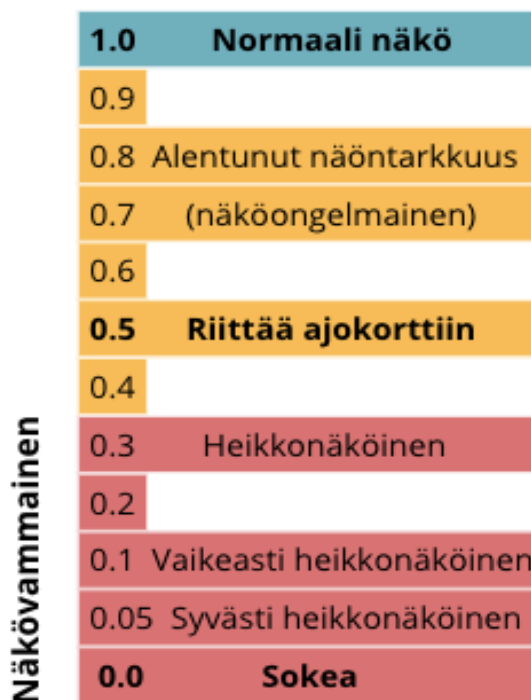 1.0 Normaali näkö
0.9
0.8 Alentunut näöntarkkuus
0.7 (näköongelmainen)
0.6
0.5 Riittää ajokorttiin
0.4
0.3 Heikkonäköinen
0.2
0.1 Vaikeasti heikkonäköinen
0.05 Syvästi heikkonäköinen
0.0 Sokea
Näkövammainen